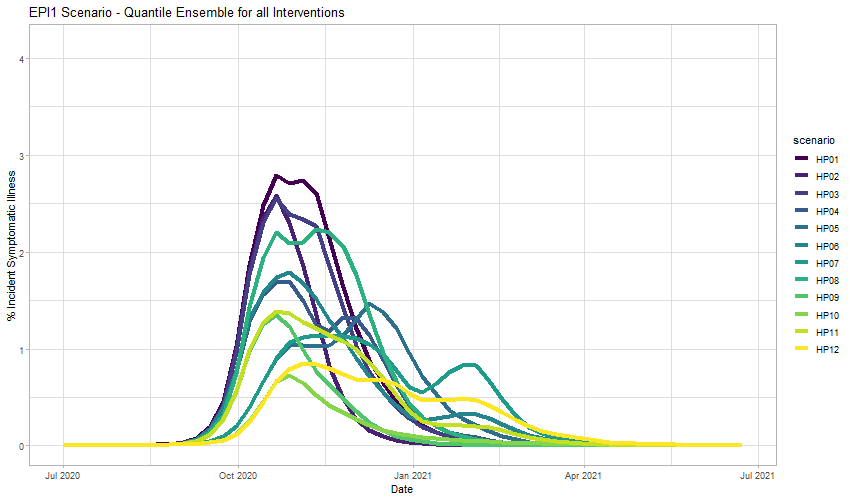 EPI1 Scenario - Quantile Ensemble for all Interventions
% Incident Symptomatic Illness
4
3
2
1
0
Jul 2020
Oct 2020
Jan 2021
Apr 2021
Jul 2021
Date
scenario
HP01
HP02
HP03
HP04
HP05
HP06
HP07
HP08
HP09
HP10
HP11
HP12